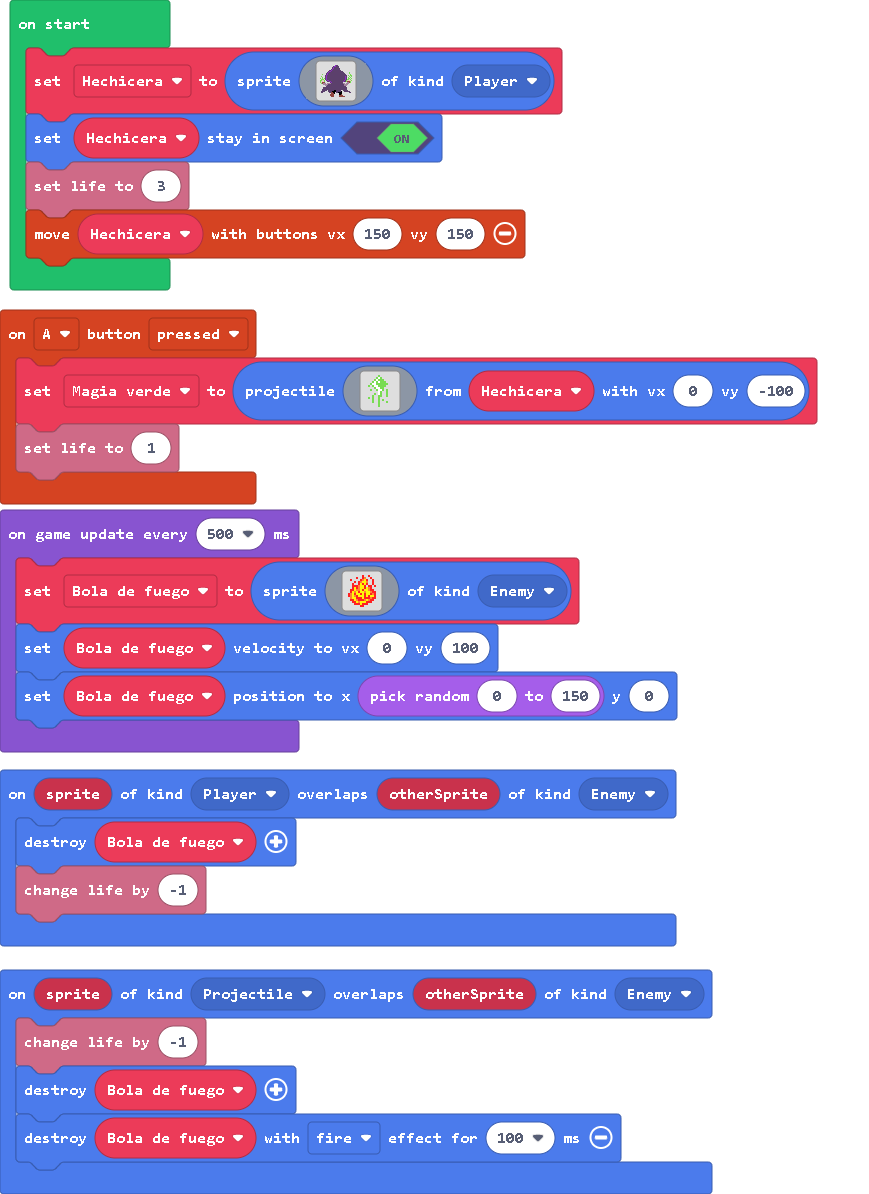 on start
set Hechicera to sprite of kind Player
set Hechicera stay in screen ON
set life to 3
move Hechicera with buttons vx 150 vy 150
on A button pressed
set Magia verde to projectile from Hechicera with vx 0 vy -100
set life to 1
on game update every 500 ms
set Bola de fuego to sprite of kind Enemy
set Bola de fuego velocity to vx 0 vy 100
set Bola de fuego position to x pick random 0 to 150 y 0
on sprite of kind Player overlaps otherSprite of kind Enemy
destroy Bola de fuego
change life by -1
on sprite of kind Projectile overlaps otherSprite of kind Enemy
change life by -1
destroy Bola de fuego
destroy Bola de fuego with fire effect for 100 ms